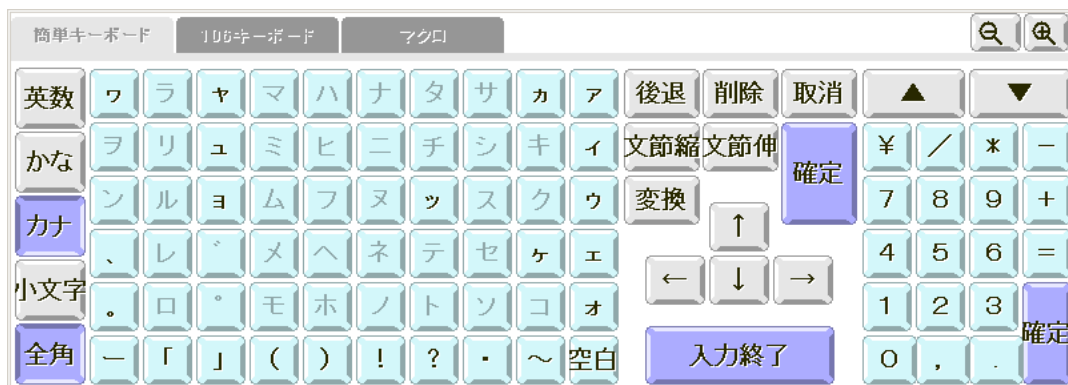 簡単キーボード 106キーボード マクロ
英数 ヮ ラ ャ マ ハ ナ タ サ ヵ ァ 後退 削除 取消 ▲ ▼
かな ヲ リ ュ ミ ヒ ニ チ シ キ ィ 文節縮 文節伸 確定 ¥ / * -
カナ ン ル ョ ム フ ヌ ッ ス ク ゥ 変換 ↑ 7 8 9 +
、 レ ゛ メ ヘ ネ テ セ ヶ ェ ← ↓ → 4 5 6 =
小文字 。 ロ ゜ モ ホ ノ ト ソ コ ォ 1 2 3 確定
全角 ー 「 」 ( ) ! ? ・ ~ 空白 入力終了 0 , .